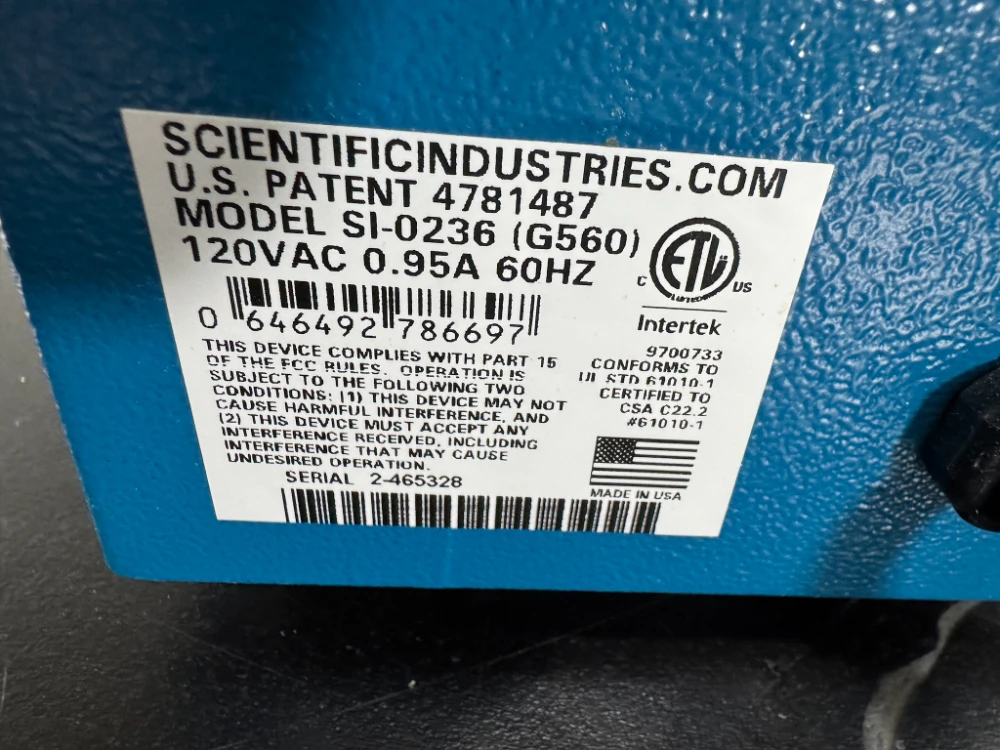 SCIENTIFICINDUSTRIES.COM
U.S. PATENT 4781487
MODEL SI-0236 (G560)
120VAC 0.95A 60HZ
0 646492 786697
THIS DEVICE COMPLIES WITH PART 15
OF THE FCC RULES. OPERATION IS
SUBJECT TO THE FOLLOWING TWO
CONDITIONS: (1) THIS DEVICE MAY NOT
CAUSE HARMFUL INTERFERENCE, AND
(2) THIS DEVICE MUST ACCEPT ANY
INTERFERENCE RECEIVED, INCLUDING
INTERFERENCE THAT MAY CAUSE
UNDESIRED OPERATION.
SERIAL 2-465328
ETL
LISTED
C US
Intertek
9700733
CONFORMS TO
UL STD 61010-1
CERTIFIED TO
CSA C22.2
#61010-1
MADE IN USA